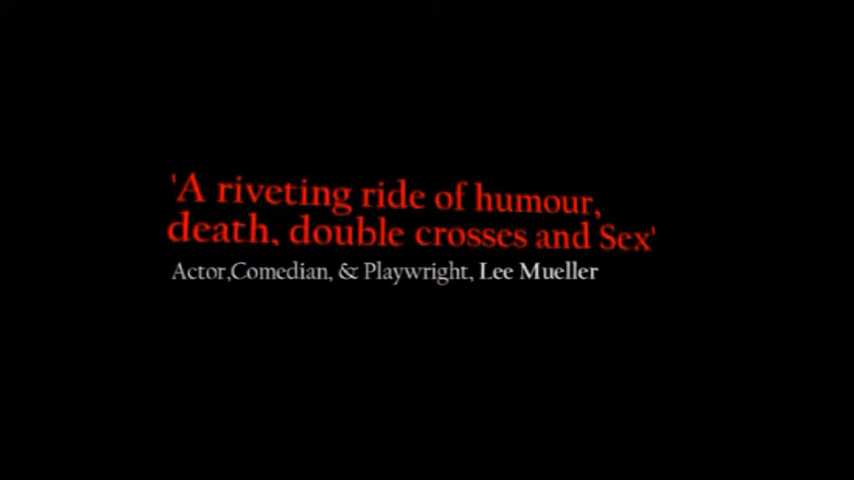 'A riveting ride of humour,
death, double crosses and Sex'
Actor,Comedian, & Playwright, Lee Mueller